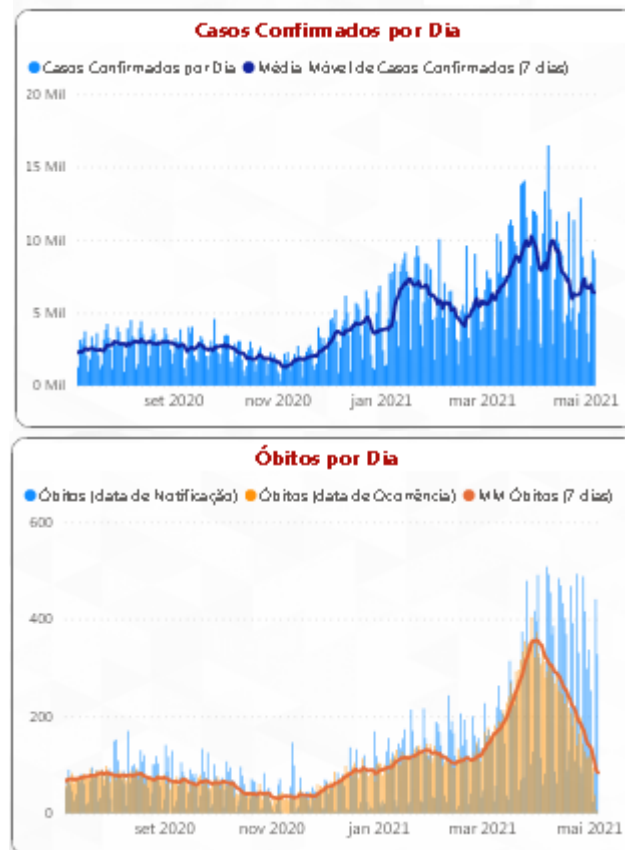 Casos Confirmados por Dia
Casos Confirmados por Dia Média Móvel de Casos Confirmados (7 dias)
20 Mil
15 Mil
10 Mil
5 Mil
0 Mil
set 2020 nov 2020 jan 2021 mar 2021 mai 2021
Óbitos por Dia
Óbitos (data de Notificação) Óbitos (data de Ocorrência) MM Óbitos (7 dias)
600
400
200
0
set 2020 nov 2020 jan 2021 mar 2021 mai 2021